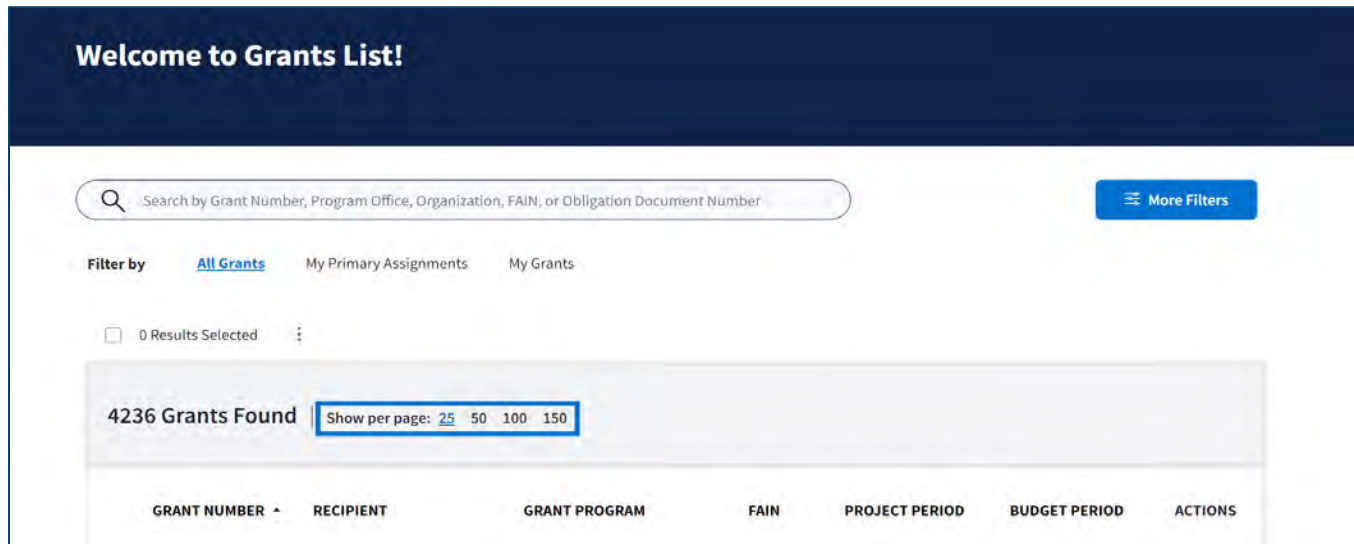 Welcome to Grants List!
Search by Grant Number, Program Office, Organization, FAIN, or Obligation Document Number
More Filters
Filter by All Grants My Primary Assignments My Grants
0 Results Selected
4236 Grants Found Show per page: 25 50 100 150
GRANT NUMBER RECIPIENT GRANT PROGRAM FAIN PROJECT PERIOD BUDGET PERIOD ACTIONS